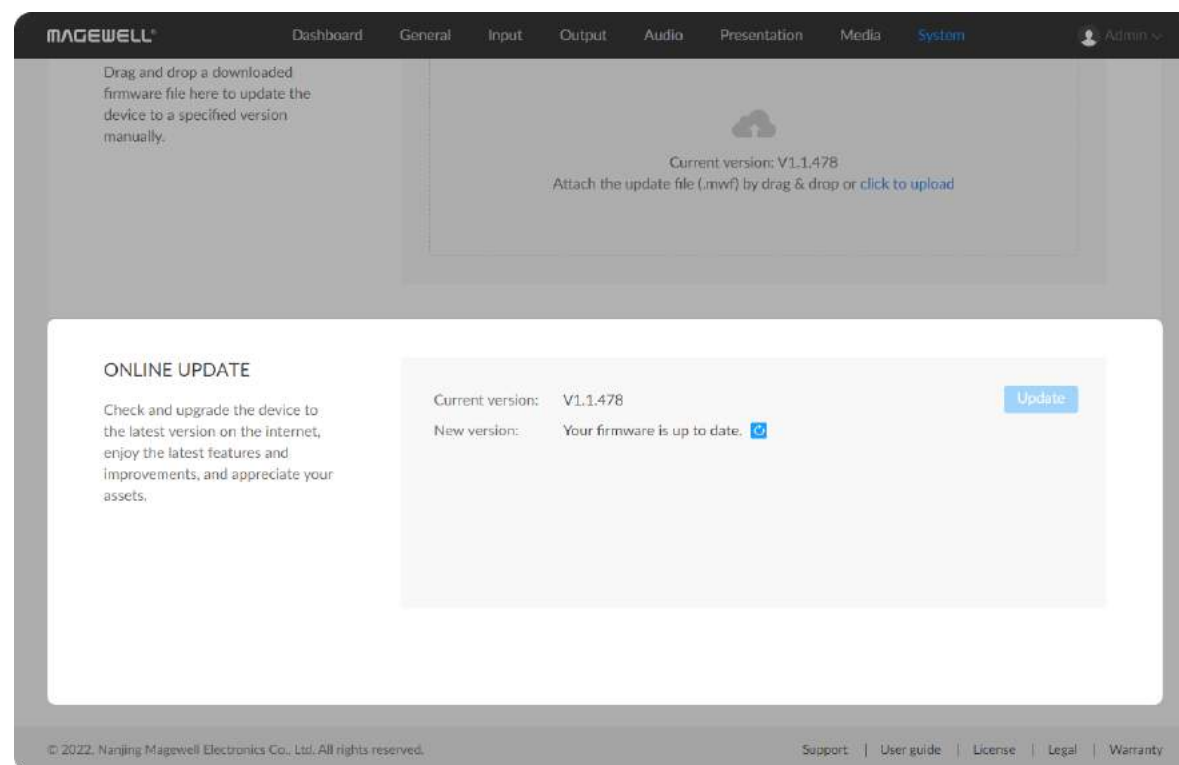 MAGEWELL® Dashboard General Input Output Audio Presentation Media System Admin
Drag and drop a downloaded
firmware file here to update the
device to a specified version
manually.
Current version: V1.1.478
Attach the update file (.mwf) by drag & drop or click to upload
ONLINE UPDATE
Check and upgrade the device to
the latest version on the internet,
enjoy the latest features and
improvements, and appreciate your
assets.
Current version: V1.1.478 Update
New version: Your firmware is up to date.
© 2022, Nanjing Magewell Electronics Co., Ltd. All rights reserved. Support | User guide | License | Legal | Warranty